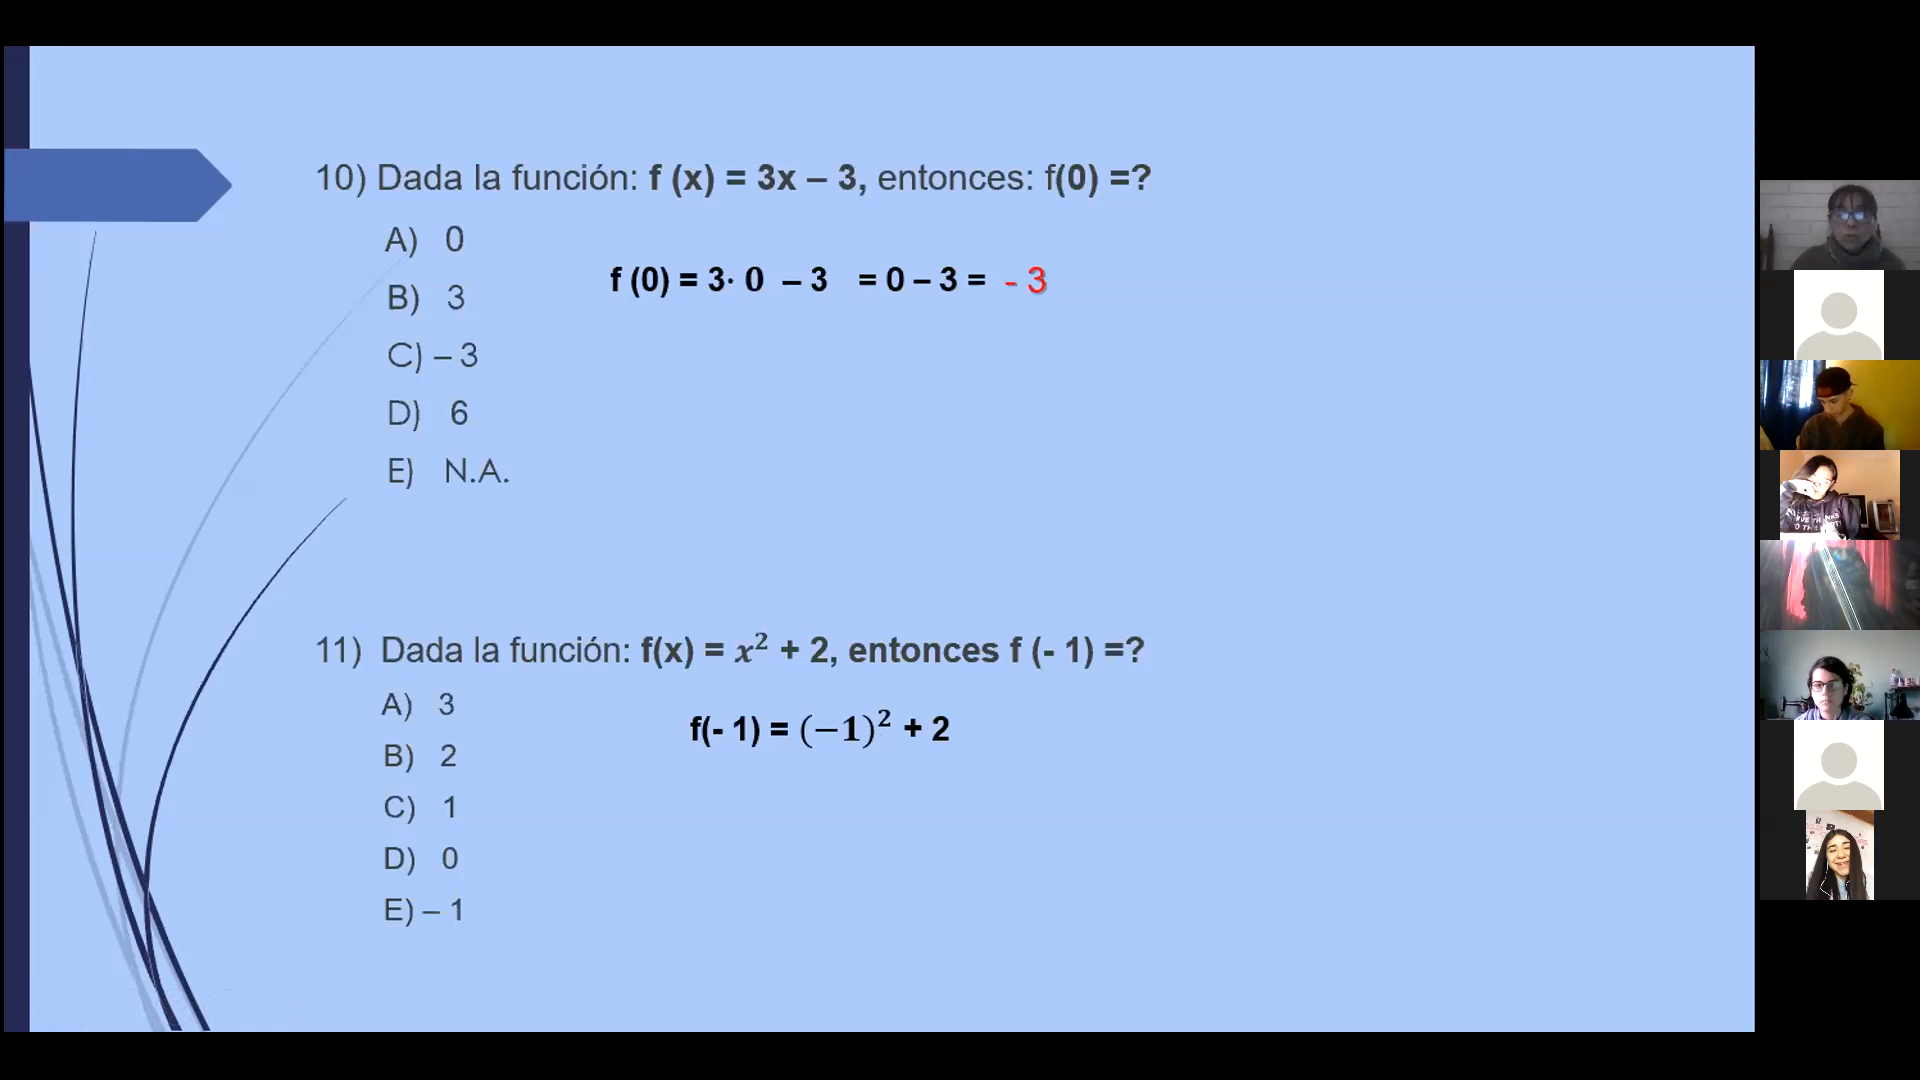 10) Dada la función: f (x) = 3x – 3, entonces: f(0) =?
A) 0
f (0) = 3· 0 – 3 = 0 – 3 = - 3
B) 3
C) – 3
D) 6
E) N.A.
11) Dada la función: f(x) = x² + 2, entonces f (- 1) =?
A) 3
f(- 1) = (−1)² + 2
B) 2
C) 1
D) 0
E) – 1